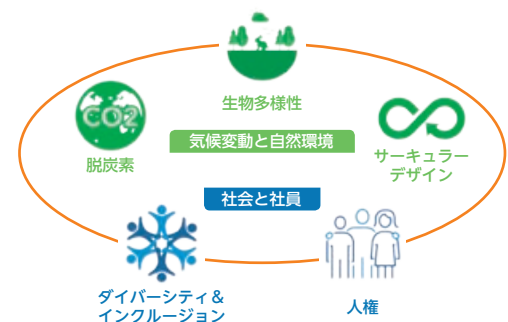 生物多様性
CO2
脱炭素
気候変動と自然環境
サーキュラー
デザイン
社会と社員
ダイバーシティ＆
インクルージョン
人権